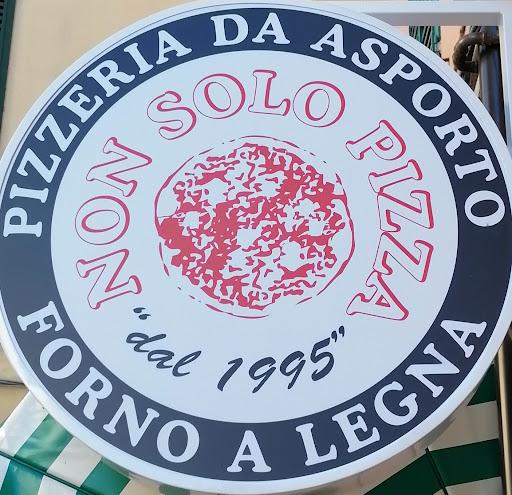 PIZZERIA DA ASPORTO
NON SOLO PIZZA
"dal 1995"
FORNO A LEGNA